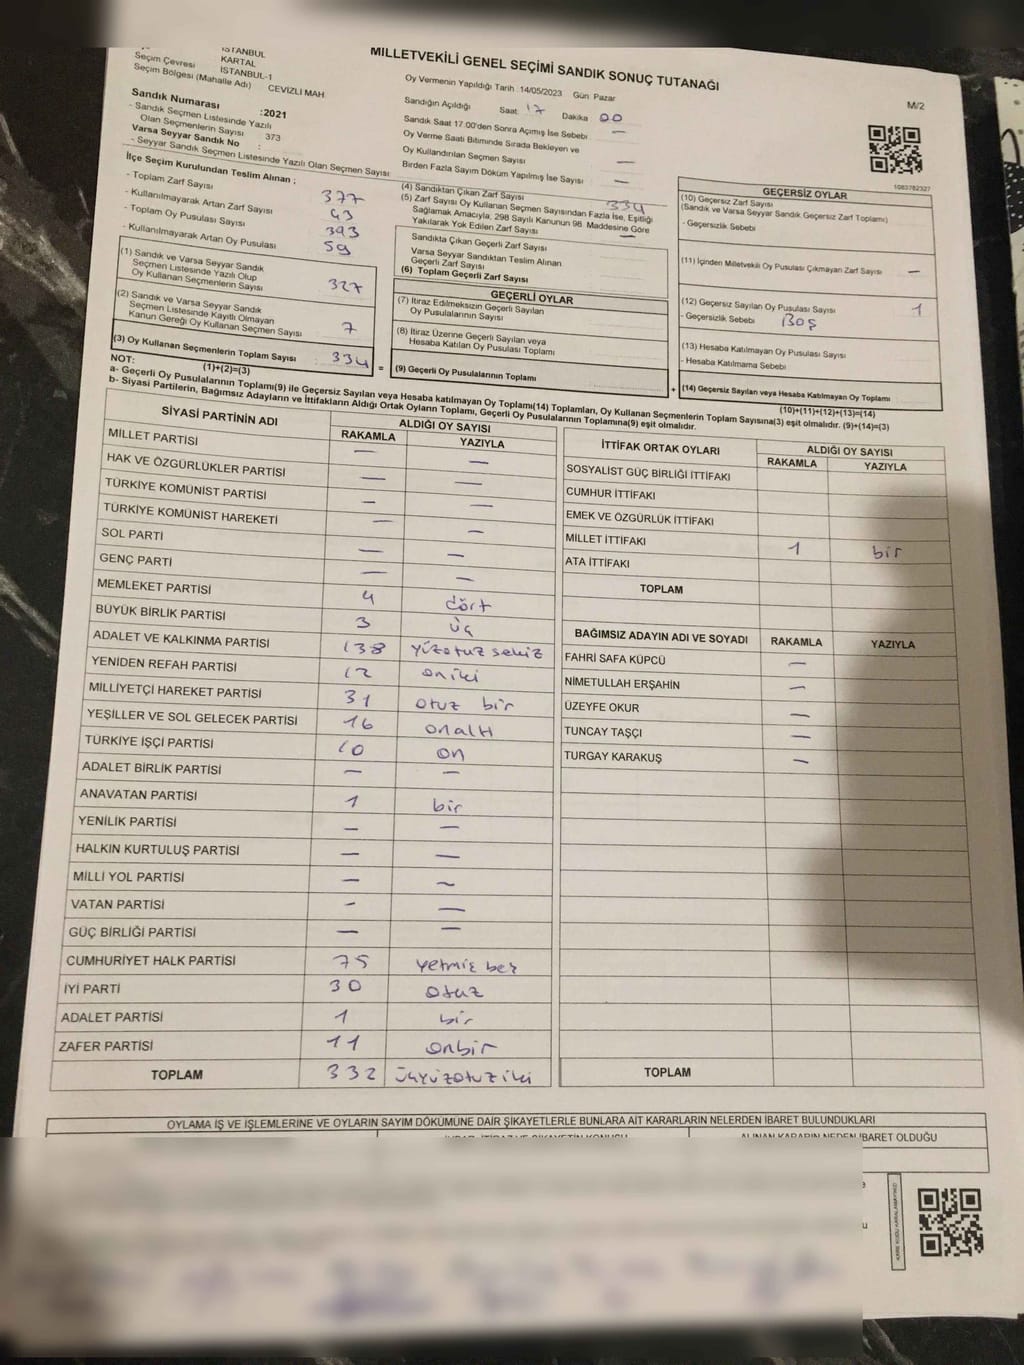 MİLLETVEKİLİ GENEL SEÇİMİ SANDIK SONUÇ TUTANAĞI
M/2
İSTANBUL
KARTAL
Seçim Çevresi İSTANBUL-1
Seçim Bölgesi (Mahalle Adı) CEVİZLİ MAH.
Sandık Numarası :2021
- Sandık Seçmen Listesinde Yazılı
Olan Seçmenlerin Sayısı : 373
Varsa Seyyar Sandık No :
- Seyyar Sandık Seçmen Listesinde Yazılı Olan Seçmen Sayısı
Oy Vermenin Yapıldığı Tarih 14/05/2023 Gün Pazar
Sandığın Açıldığı Saat 17 Dakika 00
Sandık Saat 17.00'den Sonra Açımış İse Sebebi —
Oy Verme Saati Bitiminde Sırada Bekleyen ve
Oy Kullandırılan Seçmen Sayısı —
Birden Fazla Sayım Döküm Yapılmış İse Sayısı —
1083782327
İlçe Seçim Kurulundan Teslim Alınan ;
- Toplam Zarf Sayısı 377
- Kullanılmayarak Artan Zarf Sayısı 43
- Toplam Oy Pusulası Sayısı 393
- Kullanılmayarak Artan Oy Pusulası 59
(1) Sandık ve Varsa Seyyar Sandık
Seçmen Listesinde Yazılı Olup
Oy Kullanan Seçmenlerin Sayısı 327
(2) Sandık ve Varsa Seyyar Sandık
Seçmen Listesinde Kayıtlı Olmayan
Kanun Gereği Oy Kullanan Seçmen Sayısı 7
(3) Oy Kullanan Seçmenlerin Toplam Sayısı 334
(1)+(2)=(3)
(4) Sandıktan Çıkan Zarf Sayısı 334
(5) Zarf Sayısı Oy Kullanan Seçmen Sayısından Fazla İse, Eşitliği
Sağlamak Amacıyla, 298 Sayılı Kanunun 98. Maddesine Göre
Yakılarak Yok Edilen Zarf Sayısı —
Sandıkta Çıkan Geçerli Zarf Sayısı
Varsa Seyyar Sandıktan Teslim Alınan
Geçerli Zarf Sayısı
(6) Toplam Geçerli Zarf Sayısı
GEÇERLİ OYLAR
(7) İtiraz Edilmeksizin Geçerli Sayılan
Oy Pusulalarının Sayısı
(8) İtiraz Üzerine Geçerli Sayılan veya
Hesaba Katılan Oy Pusulası Toplamı
= (9) Geçerli Oy Pusulalarının Toplamı
GEÇERSİZ OYLAR
(10) Geçersiz Zarf Sayısı
(Sandık ve Varsa Seyyar Sandık Geçersiz Zarf Toplamı)
- Geçersizlik Sebebi
(11) İçinden Milletvekili Oy Pusulası Çıkmayan Zarf Sayısı —
(12) Geçersiz Sayılan Oy Pusulası Sayısı 1
- Geçersizlik Sebebi Boş
(13) Hesaba Katılmayan Oy Pusulası Sayısı
- Hesaba Katılmama Sebebi
+ (14) Geçersiz Sayılan veya Hesaba Katılmayan Oy Toplamı
(10)+(11)+(12)+(13)=(14)
NOT:
a- Geçerli Oy Pusulalarının Toplamı(9) ile Geçersiz Sayılan veya Hesaba katılmayan Oy Toplamı(14) Toplamları, Oy Kullanan Seçmenlerin Toplam Sayısına(3) eşit olmalıdır. (9)+(14)=(3)
b- Siyasi Partilerin, Bağımsız Adayların ve İttifakların Aldığı Ortak Oyların Toplamı, Geçerli Oy Pusulalarının Toplamına(9) eşit olmalıdır.
SİYASİ PARTİNİN ADI ALDIĞI OY SAYISI
RAKAMLA YAZIYLA
MİLLET PARTİSİ — —
HAK VE ÖZGÜRLÜKLER PARTİSİ — —
TÜRKİYE KOMÜNİST PARTİSİ — —
TÜRKİYE KOMÜNİST HAREKETİ — —
SOL PARTİ — —
GENÇ PARTİ — —
MEMLEKET PARTİSİ 4 dört
BÜYÜK BİRLİK PARTİSİ 3 üç
ADALET VE KALKINMA PARTİSİ 138 yüzotuz sekiz
YENİDEN REFAH PARTİSİ 12 oniki
MİLLİYETÇİ HAREKET PARTİSİ 31 otuz bir
YEŞİLLER VE SOL GELECEK PARTİSİ 16 onaltı
TÜRKİYE İŞÇİ PARTİSİ 10 on
ADALET BİRLİK PARTİSİ — —
ANAVATAN PARTİSİ 1 bir
YENİLİK PARTİSİ — —
HALKIN KURTULUŞ PARTİSİ — —
MİLLİ YOL PARTİSİ — ~
VATAN PARTİSİ - —
GÜÇ BİRLİĞİ PARTİSİ — —
CUMHURİYET HALK PARTİSİ 75 yetmiş beş
İYİ PARTİ 30 otuz
ADALET PARTİSİ 1 bir
ZAFER PARTİSİ 11 onbir
TOPLAM 332 üçyüzotuziki
İTTİFAK ORTAK OYLARI ALDIĞI OY SAYISI
RAKAMLA YAZIYLA
SOSYALİST GÜÇ BİRLİĞİ İTTİFAKI
CUMHUR İTTİFAKI
EMEK VE ÖZGÜRLÜK İTTİFAKI
MİLLET İTTİFAKI 1 bir
ATA İTTİFAKI
TOPLAM
BAĞIMSIZ ADAYIN ADI VE SOYADI RAKAMLA YAZIYLA
FAHRİ SAFA KÜPCÜ —
NİMETULLAH ERŞAHİN —
ÜZEYFE OKUR —
TUNCAY TAŞÇI —
TURGAY KARAKUŞ —
TOPLAM
OYLAMA İŞ VE İŞLEMLERİNE VE OYLARIN SAYIM DÖKÜMÜNE DAİR ŞİKAYETLERLE BUNLARA AİT KARARLARIN NELERDEN İBARET BULUNDUKLARI
ALINAN KARARIN NEDEN İBARET OLDUĞU